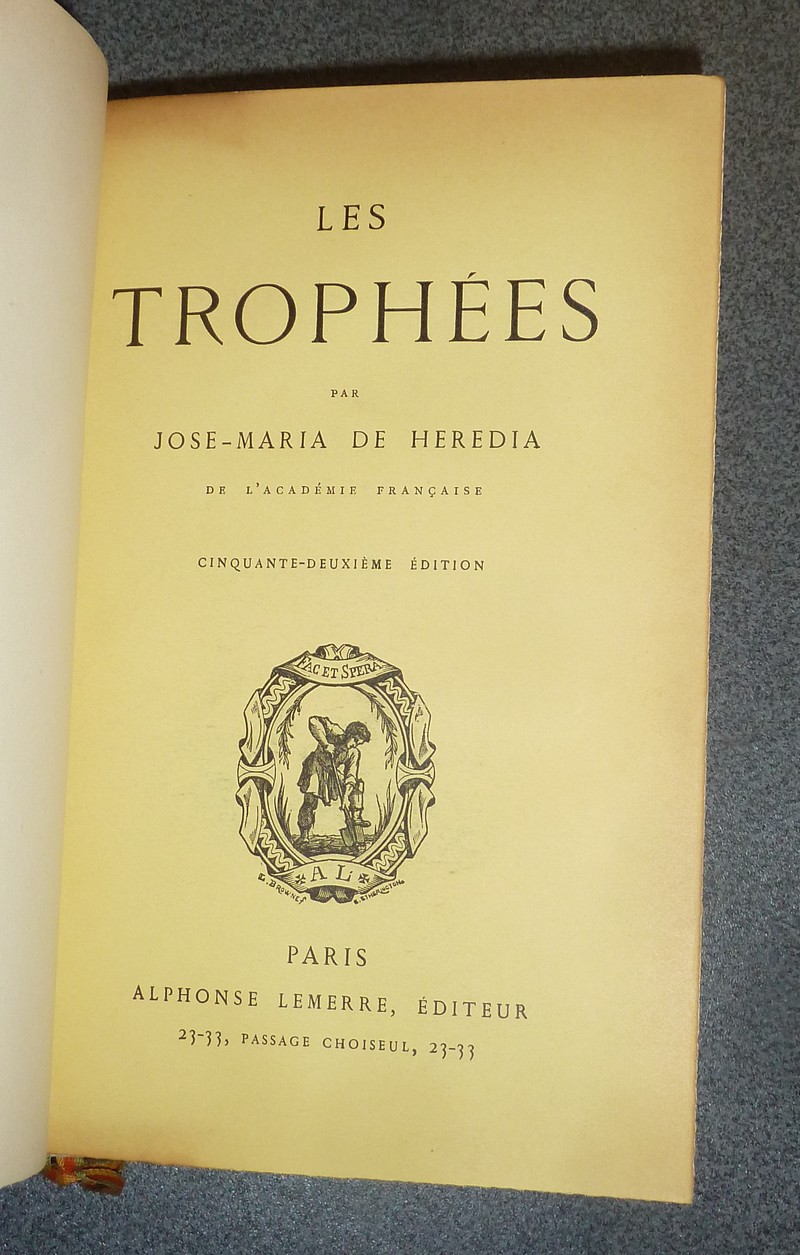 LES
TROPHÉES
PAR
JOSE-MARIA DE HEREDIA
DE L'ACADÉMIE FRANÇAISE
CINQUANTE-DEUXIÈME ÉDITION
FAC ET SPERA
AL
PARIS
ALPHONSE LEMERRE, ÉDITEUR
23-33, PASSAGE CHOISEUL, 23-33